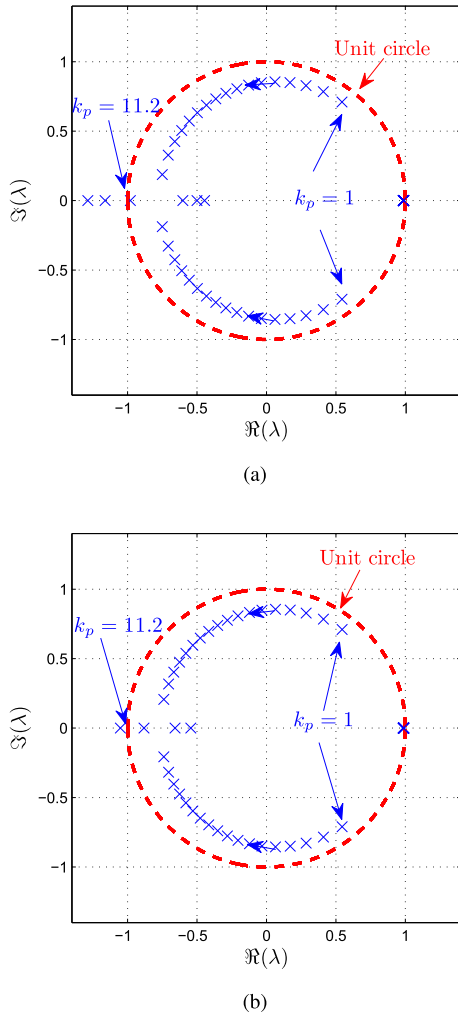 Unit circle
k_p = 11.2
k_p = 1
ℑ(λ)
1
0.5
0
−0.5
−1
−1 −0.5 0 0.5 1
ℜ(λ)
(a)
Unit circle
k_p = 11.2
k_p = 1
ℑ(λ)
1
0.5
0
−0.5
−1
−1 −0.5 0 0.5 1
ℜ(λ)
(b)